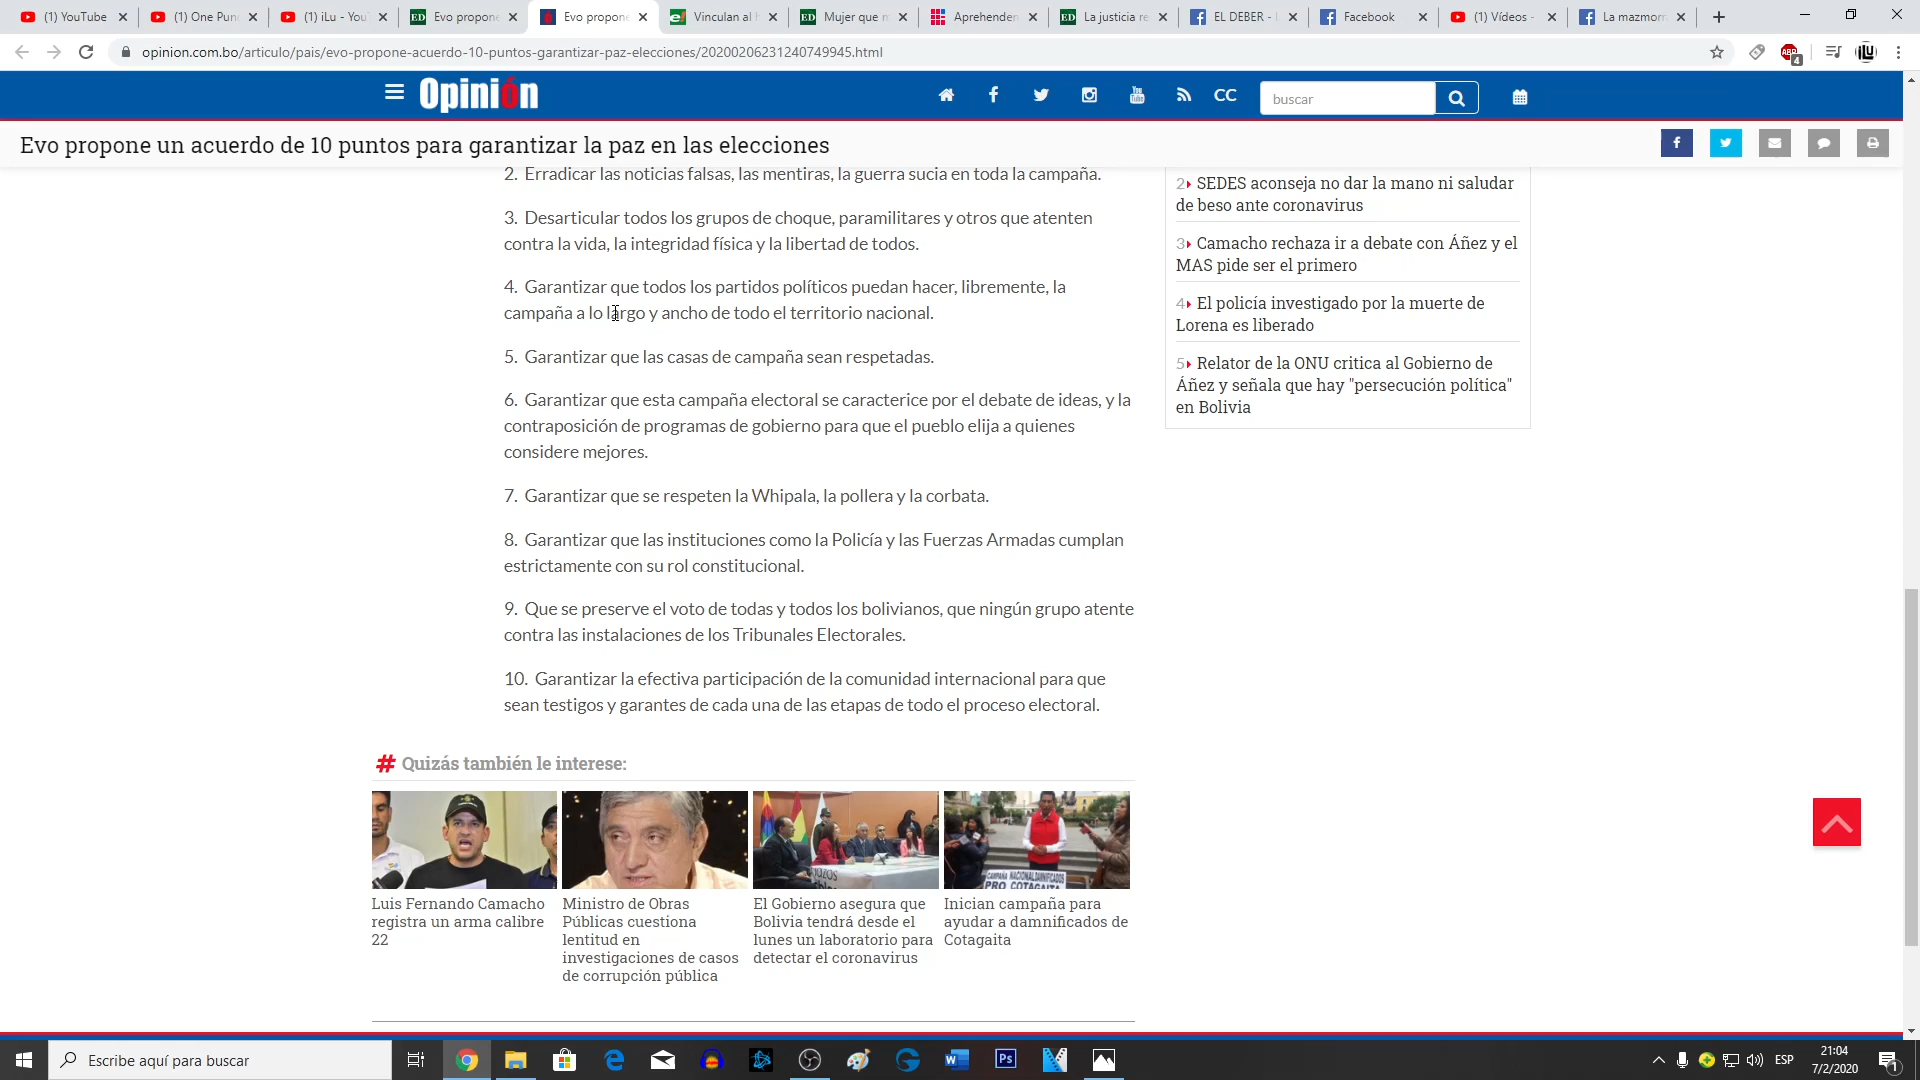 (1) YouTube
(1) One Pun
(1) iLu - You
Evo propone
Evo propone
Vinculan al
Mujer que
Aprehenden
La justicia re
EL DEBER -
Facebook
(1) Vídeos -
La mazmor
opinion.com.bo/articulo/pais/evo-propone-acuerdo-10-puntos-garantizar-paz-elecciones/20200206231240749945.html
ABP
4
iLU
Opinión
You Tube
CC
buscar
Evo propone un acuerdo de 10 puntos para garantizar la paz en las elecciones
2. Erradicar las noticias falsas, las mentiras, la guerra sucia en toda la campaña.
3. Desarticular todos los grupos de choque, paramilitares y otros que atenten
contra la vida, la integridad física y la libertad de todos.
4. Garantizar que todos los partidos políticos puedan hacer, libremente, la
campaña a lo largo y ancho de todo el territorio nacional.
5. Garantizar que las casas de campaña sean respetadas.
6. Garantizar que esta campaña electoral se caracterice por el debate de ideas, y la
contraposición de programas de gobierno para que el pueblo elija a quienes
considere mejores.
7. Garantizar que se respeten la Whipala, la pollera y la corbata.
8. Garantizar que las instituciones como la Policía y las Fuerzas Armadas cumplan
estrictamente con su rol constitucional.
9. Que se preserve el voto de todas y todos los bolivianos, que ningún grupo atente
contra las instalaciones de los Tribunales Electorales.
10. Garantizar la efectiva participación de la comunidad internacional para que
sean testigos y garantes de cada una de las etapas de todo el proceso electoral.
2 SEDES aconseja no dar la mano ni saludar
de beso ante coronavirus
3 Camacho rechaza ir a debate con Áñez y el
MAS pide ser el primero
4 El policía investigado por la muerte de
Lorena es liberado
5 Relator de la ONU critica al Gobierno de
Áñez y señala que hay "persecución política"
en Bolivia
# Quizás también le interese:
CAMPAÑA NACIONAL DAMNIFICADOS
PRO COTAGAITA
Luis Fernando Camacho
registra un arma calibre
22
Ministro de Obras
Públicas cuestiona
lentitud en
investigaciones de casos
de corrupción pública
El Gobierno asegura que
Bolivia tendrá desde el
lunes un laboratorio para
detectar el coronavirus
Inician campaña para
ayudar a damnificados de
Cotagaita
Escribe aquí para buscar
Ps
ESP
21:04
7/2/2020
1